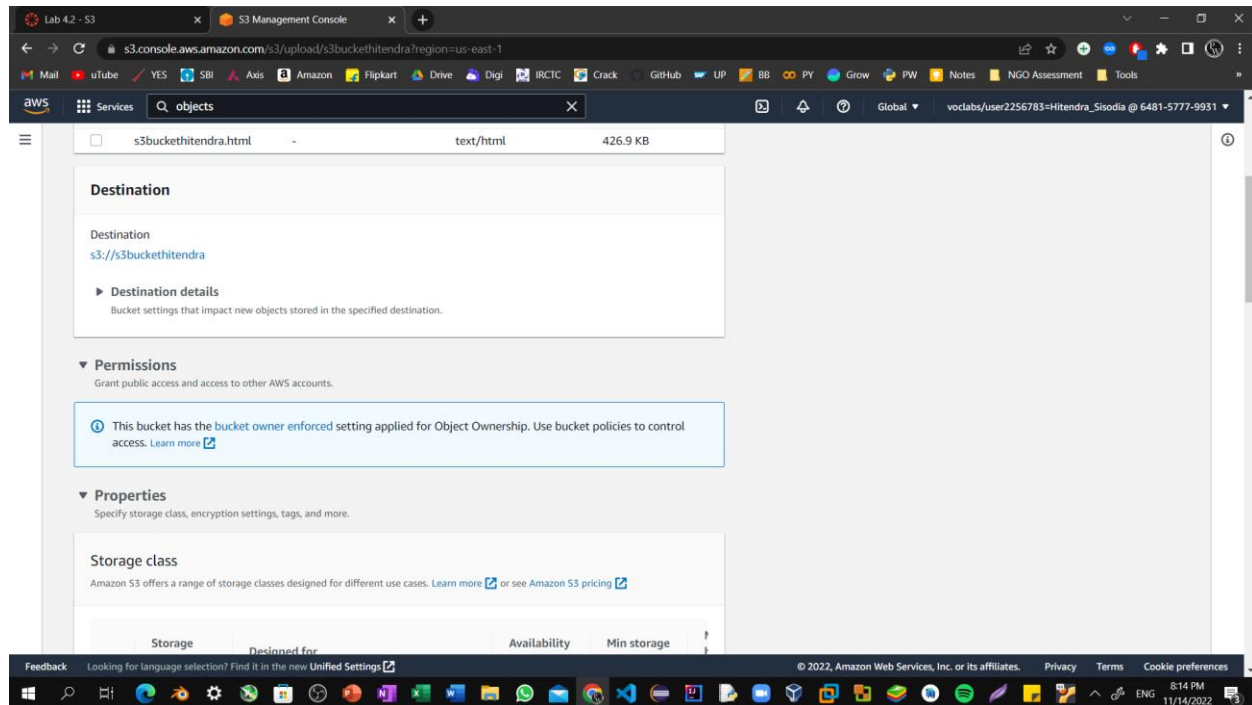 Lab 4.2 - S3
S3 Management Console
s3.console.aws.amazon.com/s3/upload/s3buckethitendra?region=us-east-1
Mail uTube YES SBI Axis Amazon Flipkart Drive Digi IRCTC Crack GitHub UP BB PY Grow PW Notes NGO Assessment Tools
aws Services objects Global voclabs/user2256783=Hitendra_Sisodia @ 6481-5777-9931
s3buckethitendra.html - text/html 426.9 KB
Destination
Destination
s3://s3buckethitendra
Destination details
Bucket settings that impact new objects stored in the specified destination.
Permissions
Grant public access and access to other AWS accounts.
This bucket has the bucket owner enforced setting applied for Object Ownership. Use bucket policies to control
access. Learn more
Properties
Specify storage class, encryption settings, tags, and more.
Storage class
Amazon S3 offers a range of storage classes designed for different use cases. Learn more or see Amazon S3 pricing
Storage Designed for Availability Min storage
Feedback Looking for language selection? Find it in the new Unified Settings © 2022, Amazon Web Services, Inc. or its affiliates. Privacy Terms Cookie preferences
ENG 8:14 PM
11/14/2022